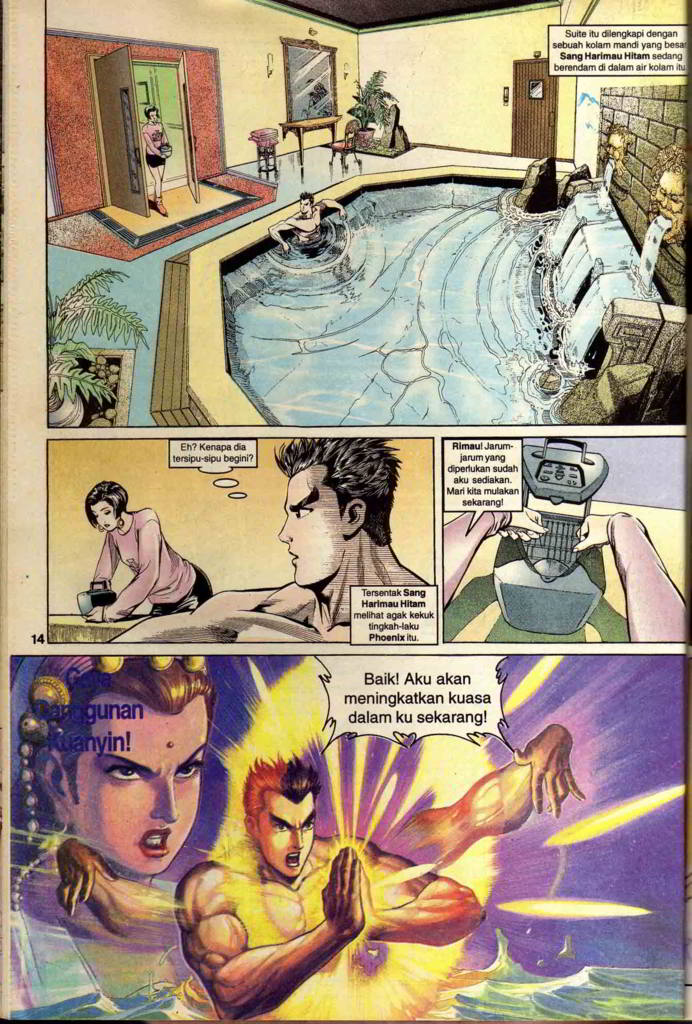 Suite itu dilengkapi dengan
sebuah kolam mandi yang besar
Sang Harimau Hitam sedang
berendam di dalam air kolam itu.
Eh? Kenapa dia
tersipu-sipu begini?
Rimau! Jarum-
jarum yang
diperlukan sudah
aku sediakan.
Mari kita mulakan
sekarang!
Tersentak Sang
Harimau Hitam
melihat agak kekuk
tingkah-laku
Phoenix itu.
14
Baik! Aku akan
meningkatkan kuasa
dalam ku sekarang!
Kuanyin!